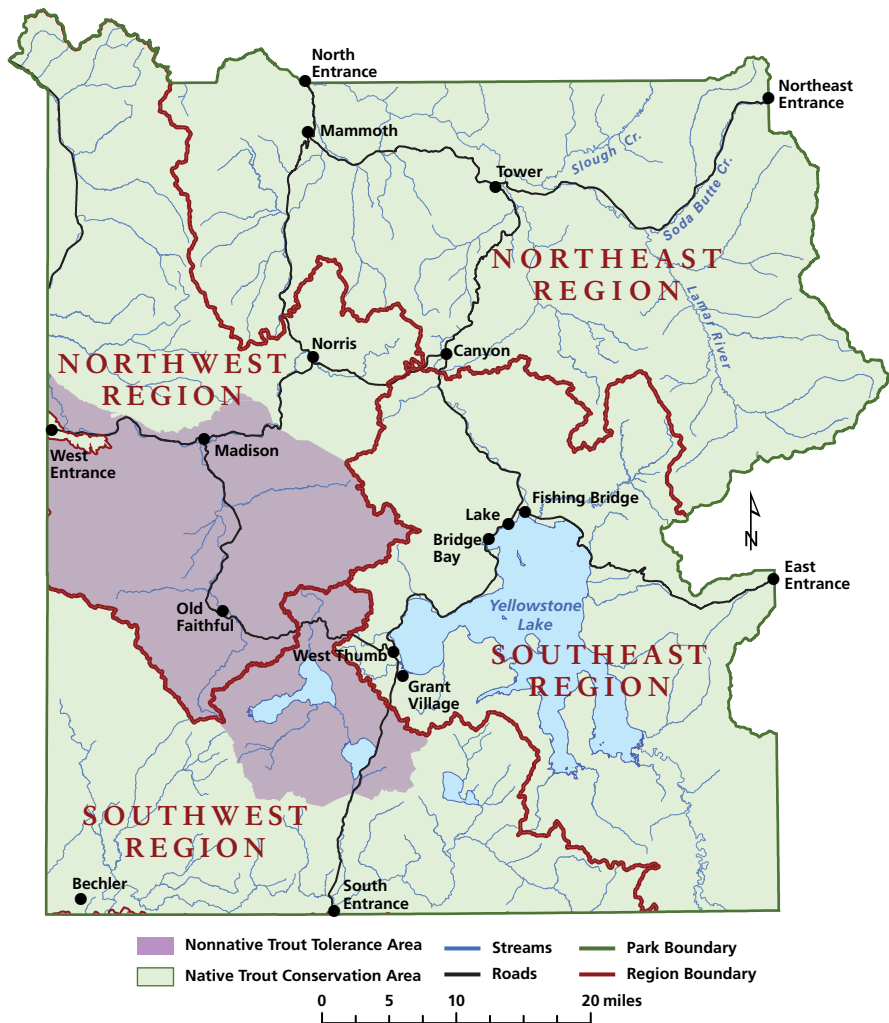 North
Entrance
Northeast
Entrance
Mammoth
Slough Cr.
Tower
Soda Butte Cr.
NORTHEAST
REGION
Lamar River
Norris
Canyon
NORTHWEST
REGION
West
Entrance
Madison
Fishing Bridge
Lake
Bridge
Bay
N
East
Entrance
Old
Faithful
Yellowstone
Lake
West Thumb
SOUTHEAST
REGION
Grant
Village
SOUTHWEST
REGION
Bechler
South
Entrance
Nonnative Trout Tolerance Area
Streams
Park Boundary
Native Trout Conservation Area
Roads
Region Boundary
0 5 10 20 miles